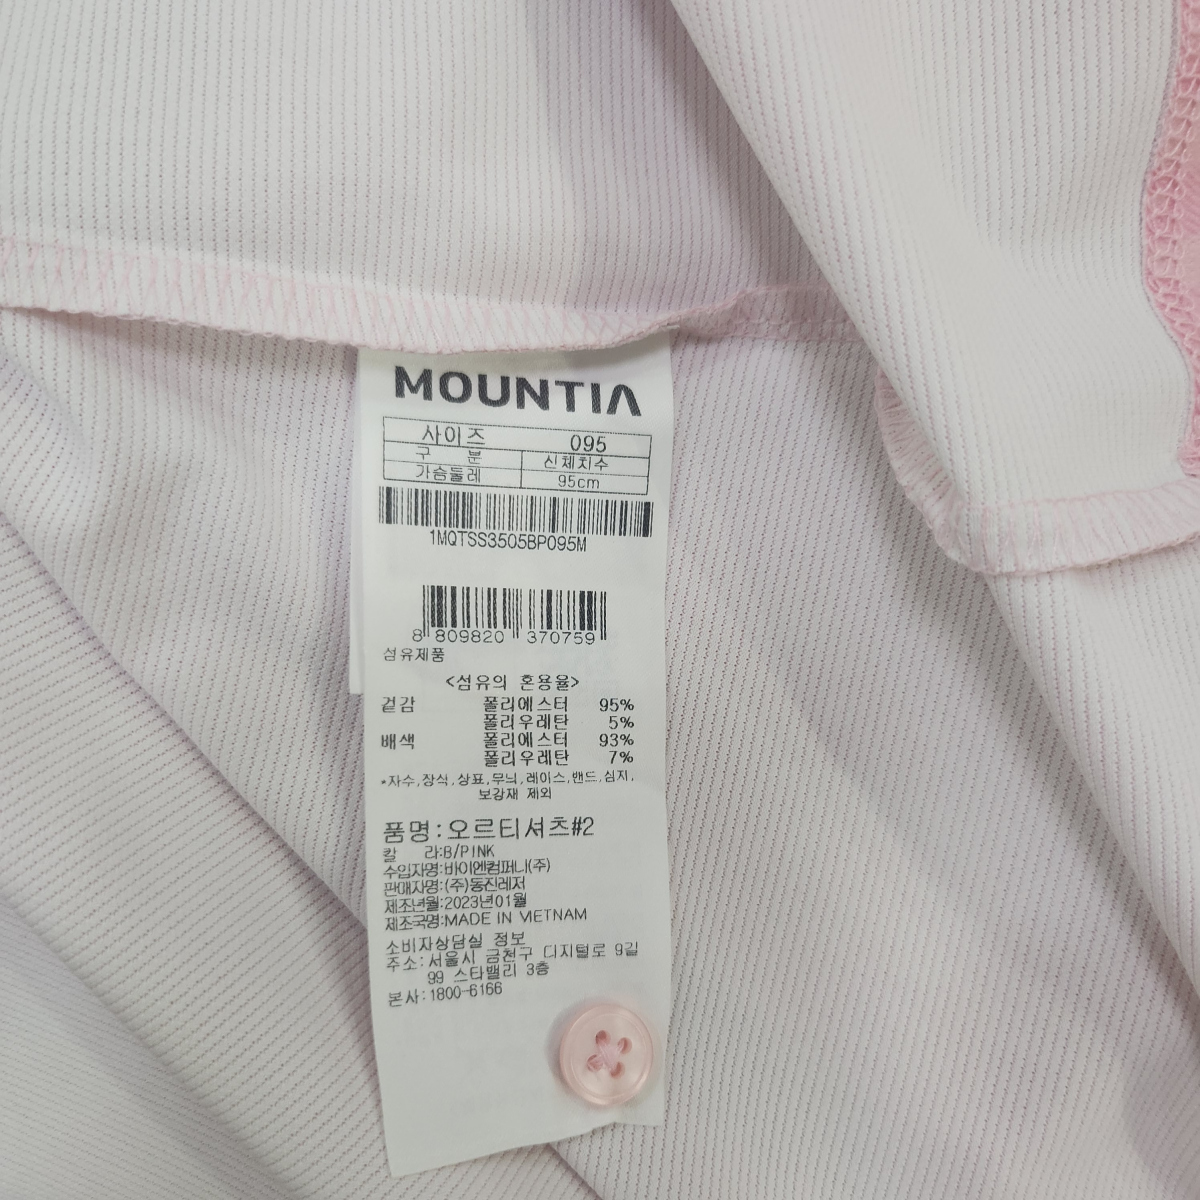 MOUNTIA
사이즈 095
구 분 신체치수
가슴둘레 95cm
1MQTSS3505BP095M
8 809820 370759
섬유제품
<섬유의 혼용율>
겉감 폴리에스터 95%
폴리우레탄 5%
배색 폴리에스터 93%
폴리우레탄 7%
*자수,장식,상표,무늬,레이스,밴드,심지,
보강재 제외
품명:오르티셔츠#2
칼 라:B/PINK
수입자명:바이엔컴퍼니(주)
판매자명:(주)동진레저
제조년월:2023년01월
제조국명:MADE IN VIETNAM
소비자상담실 정보
주소:서울시 금천구 디지털로 9길
99 스타밸리 3층
본사:1800-6166